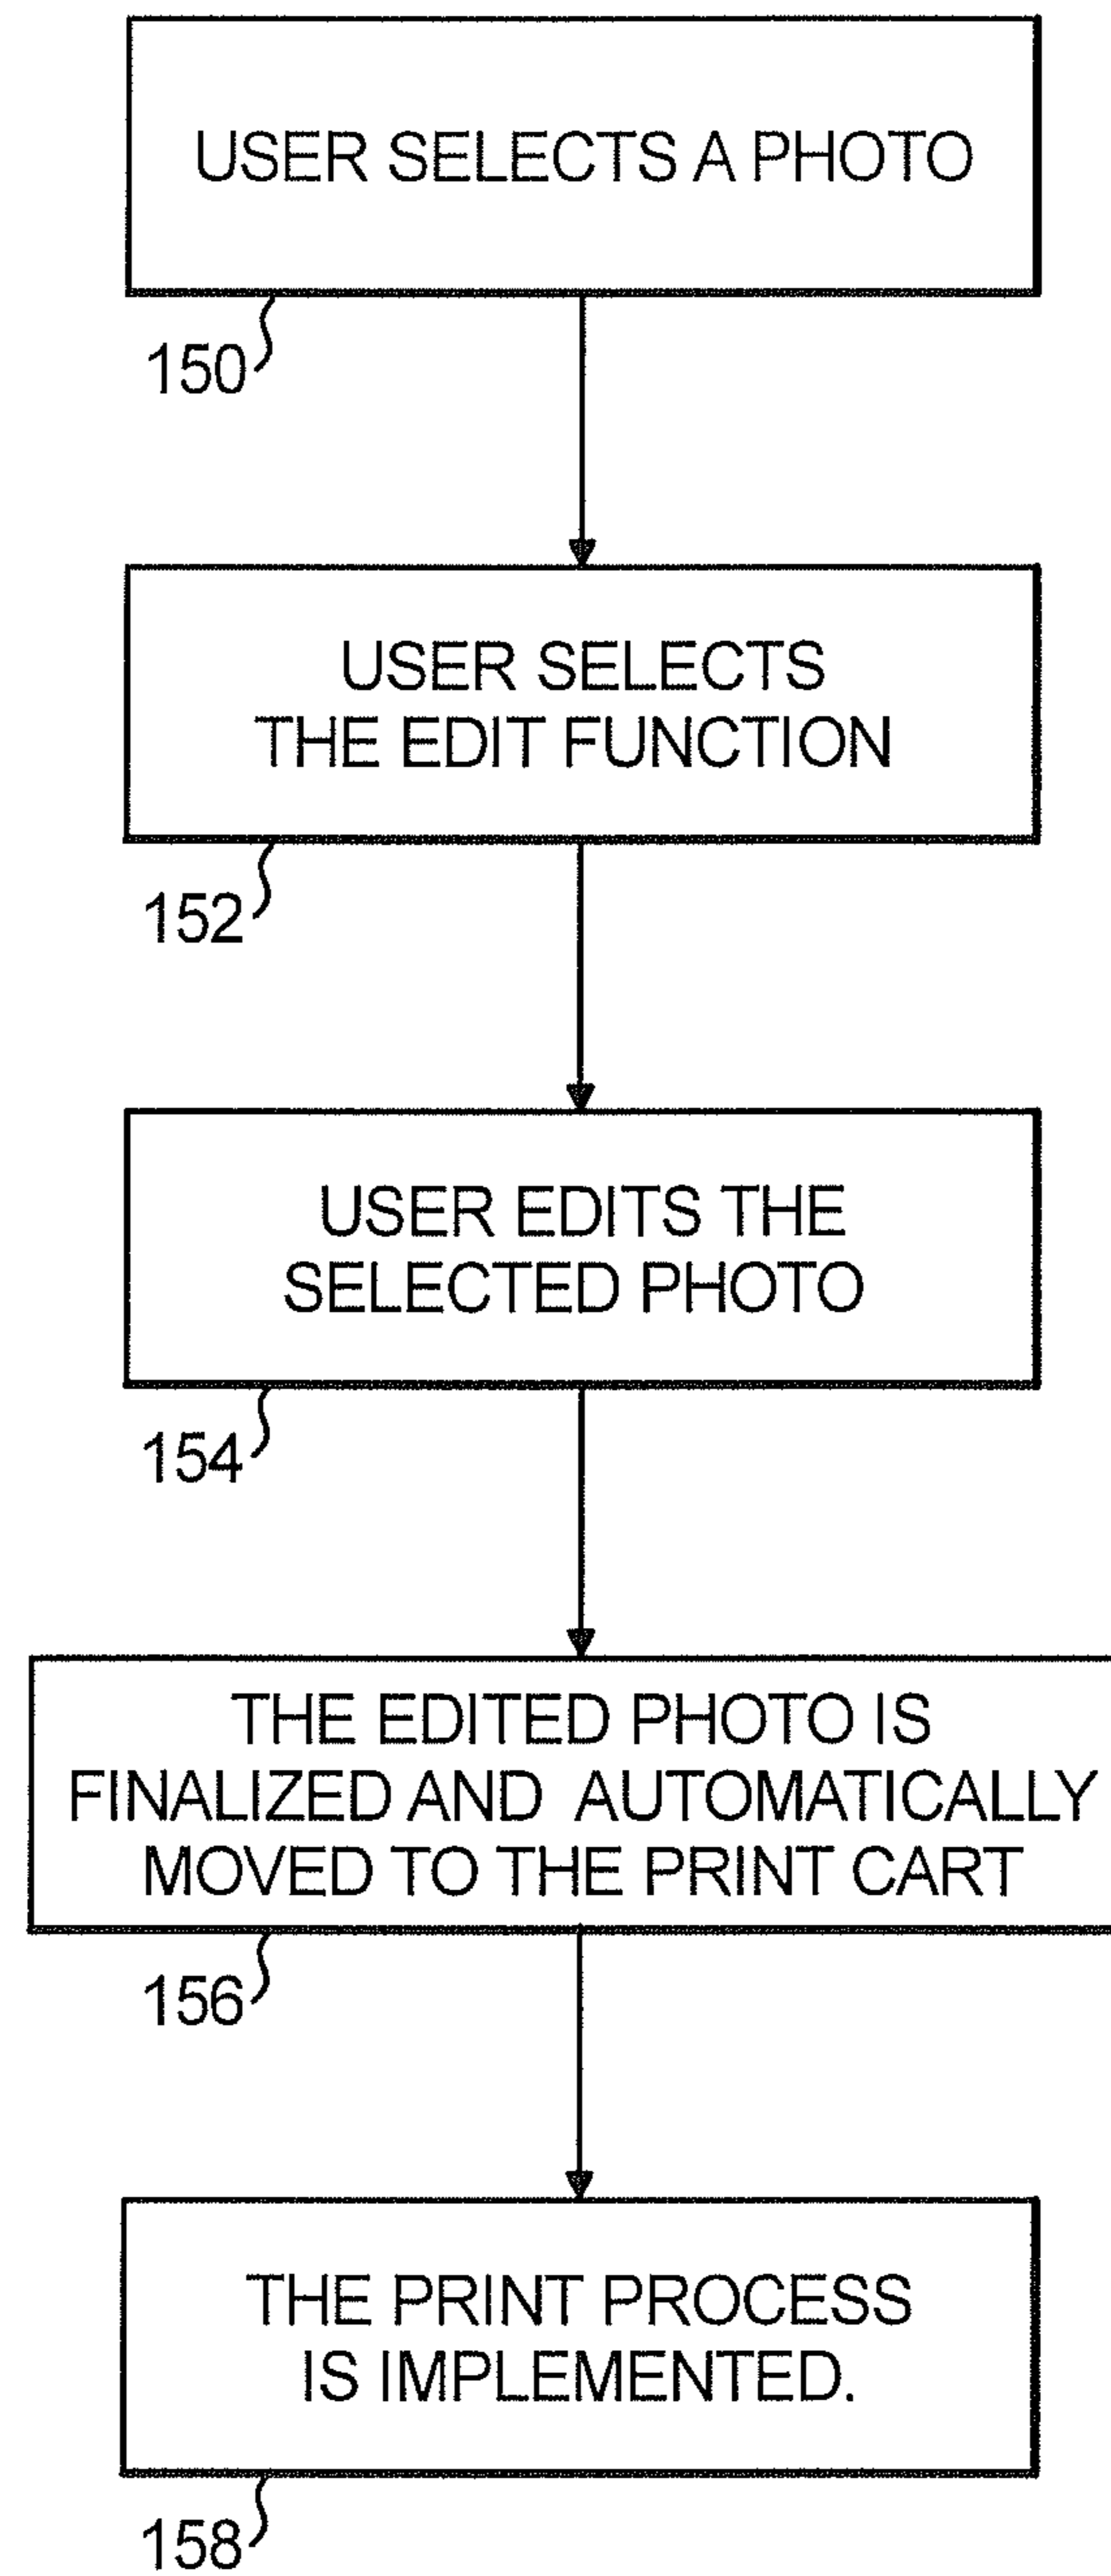 USER SELECTS A PHOTO
150
USER SELECTS
THE EDIT FUNCTION
152
USER EDITS THE
SELECTED PHOTO
154
THE EDITED PHOTO IS
FINALIZED AND AUTOMATICALLY
MOVED TO THE PRINT CART
156
THE PRINT PROCESS
IS IMPLEMENTED.
158